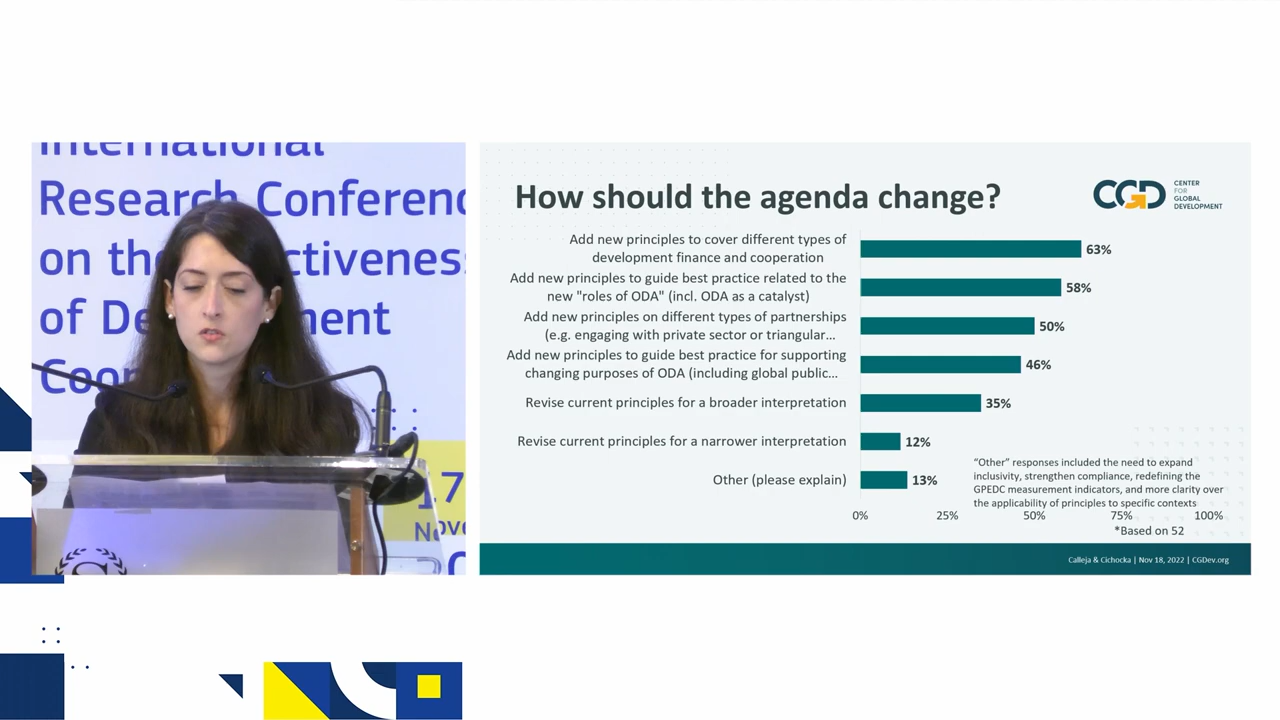 International
Research Conferenc
on the
ctiveness
of De
ment
Coo
17
Nove
How should the agenda change?
CGD
CENTER
FOR
GLOBAL
DEVELOPMENT
Add new principles to cover different types of
development finance and cooperation
63%
Add new principles to guide best practice related to the
new "roles of ODA" (incl. ODA as a catalyst)
58%
Add new principles on different types of partnerships
(e.g. engaging with private sector or triangular…
50%
Add new principles to guide best practice for supporting
changing purposes of ODA (including global public…
46%
Revise current principles for a broader interpretation
35%
Revise current principles for a narrower interpretation
12%
Other (please explain)
13%
“Other” responses included the need to expand
inclusivity, strengthen compliance, redefining the
GPEDC measurement indicators, and more clarity over
the applicability of principles to specific contexts
0% 25% 50% 75% 100%
*Based on 52
Calleja & Cichocka | Nov 18, 2022 | CGDev.org